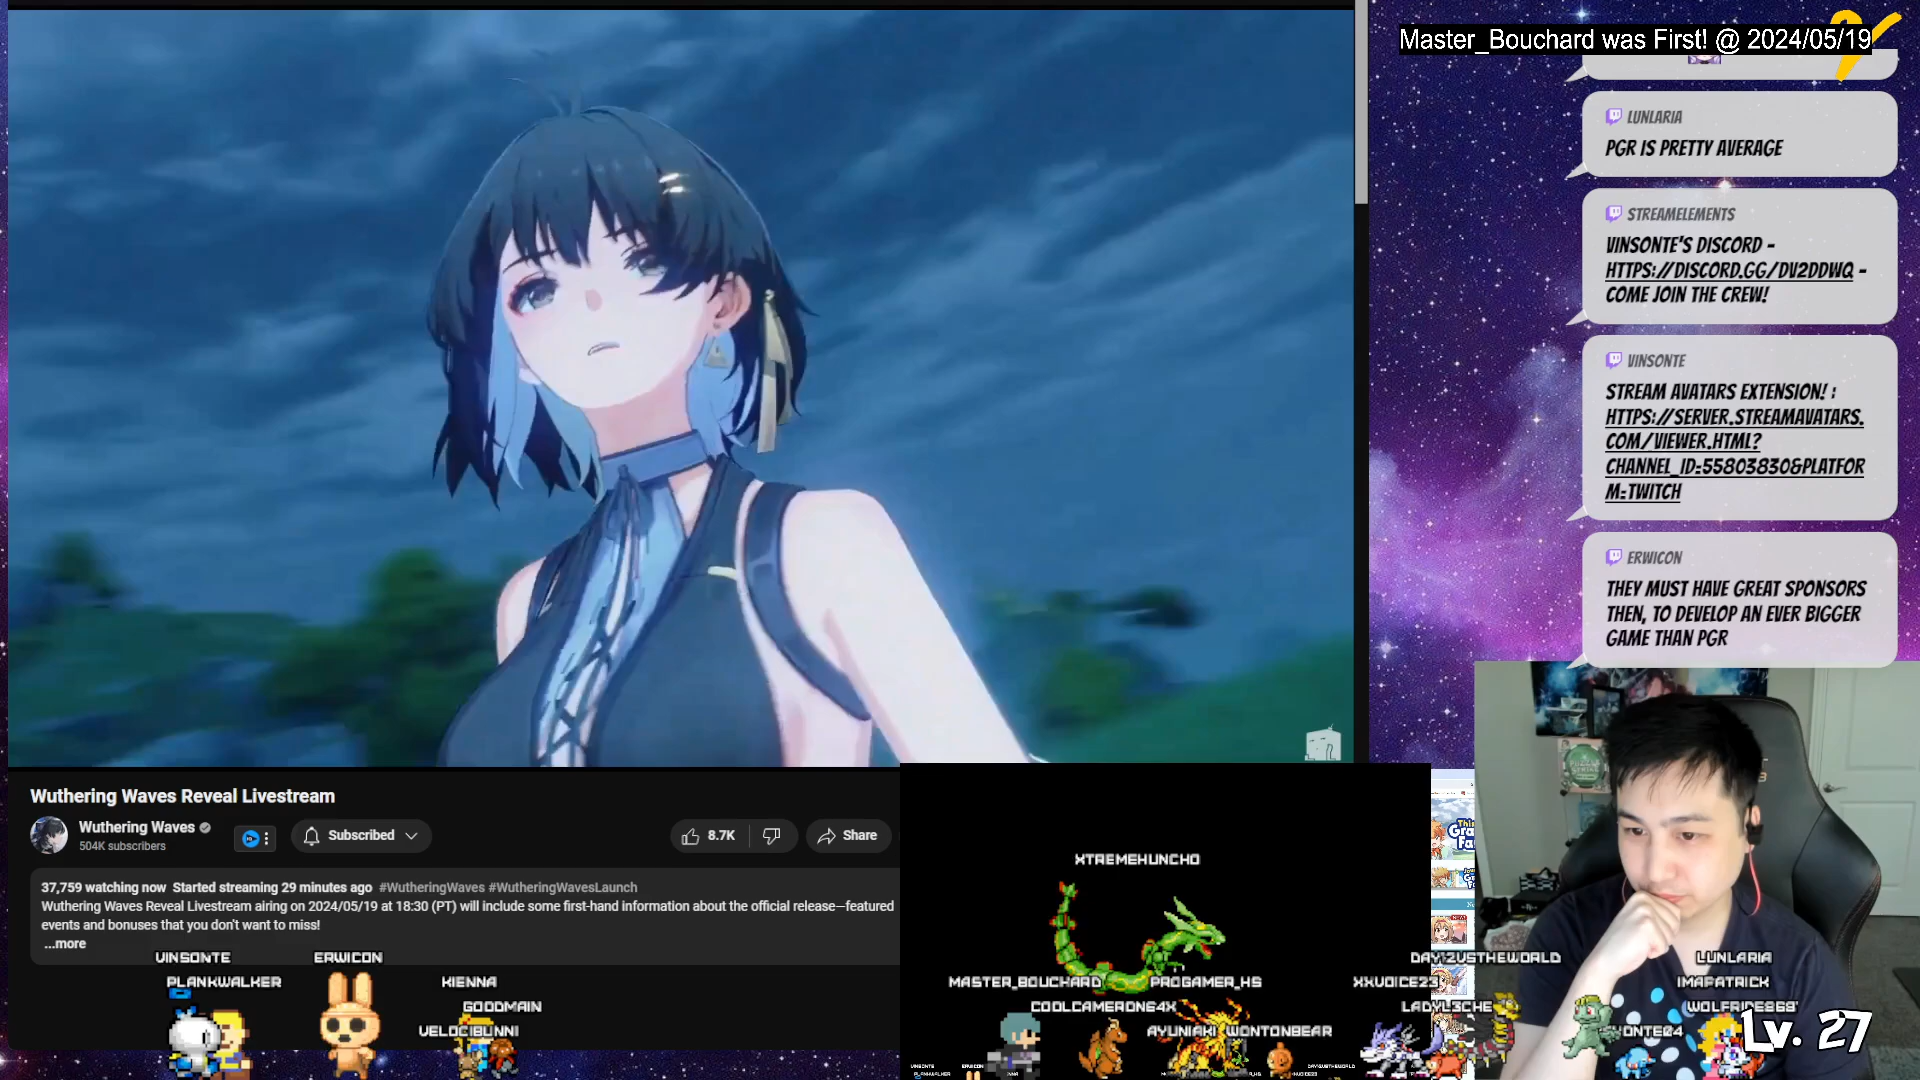 Master_Bouchard was First! @ 2024/05/19
LUNLARIA
PGR IS PRETTY AVERAGE
STREAMELEMENTS
VINSONTE'S DISCORD -
HTTPS://DISCORD.GG/DV2DDWQ -
COME JOIN THE CREW!
VINSONTE
STREAM AVATARS EXTENSION! :
HTTPS://SERVER.STREAMAVATARS.
COM/VIEWER.HTML?
CHANNEL_ID=55803830&PLATFOR
M=TWITCH
ERWICON
THEY MUST HAVE GREAT SPONSORS
THEN, TO DEVELOP AN EVER BIGGER
GAME THAN PGR
Wuthering Waves Reveal Livestream
Wuthering Waves
504K subscribers
Subscribed
8.7K
Share
37,759 watching now Started streaming 29 minutes ago #WutheringWaves #WutheringWavesLaunch
Wuthering Waves Reveal Livestream airing on 2024/05/19 at 18:30 (PT) will include some first-hand information about the official release—featured
events and bonuses that you don't want to miss!
...more
VINSONTE
ERWICON
PLANKWALKER
KIENNA
GOODMAIN
VELOCIBUNNI
XTREMEHUNCHO
MASTER_BOUCHARD
PROGAMER_HS
COOLCAMERON64X
AYUNIAKI
WONTONBEAR
DAY12VSTHEWORLD
XXVOICE23
LADYL3CHE
LUNLARIA
IMAPATRICK
Lv. 27